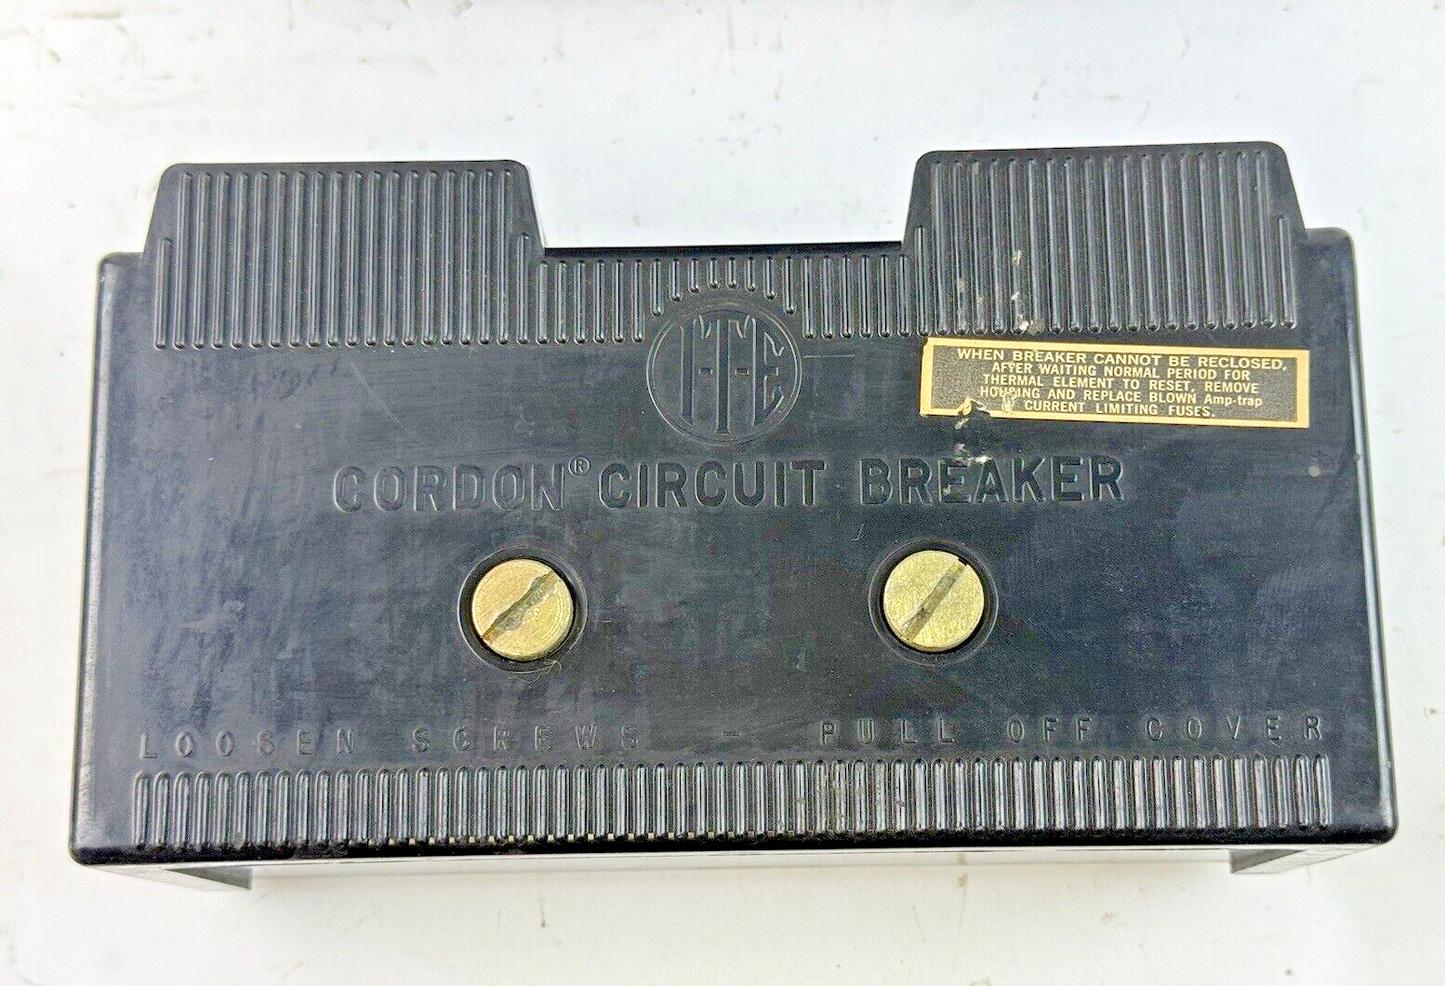 I-T-E
WHEN BREAKER CANNOT BE RECLOSED,
AFTER WAITING NORMAL PERIOD FOR
THERMAL ELEMENT TO RESET, REMOVE
HOUSING AND REPLACE BLOWN Amp-trap
CURRENT LIMITING FUSES.
CORDON® CIRCUIT BREAKER
LOOSEN SCREWS - PULL OFF COVER